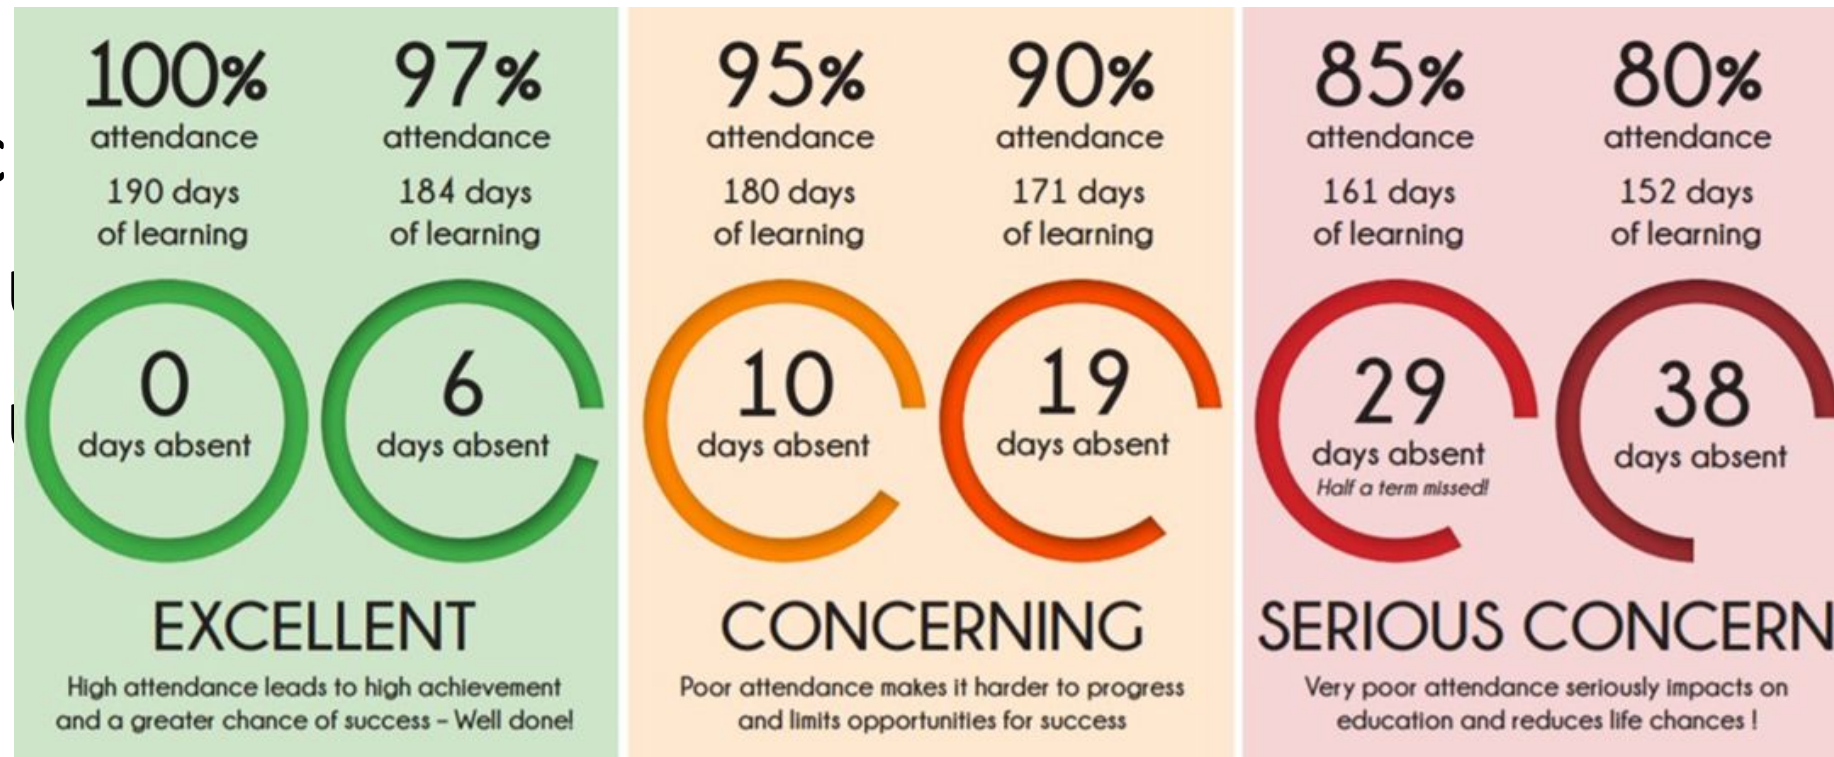 100%
attendance
190 days
of learning
0
days absent
97%
attendance
184 days
of learning
6
days absent
EXCELLENT
High attendance leads to high achievement
and a greater chance of success – Well done!
95%
attendance
180 days
of learning
10
days absent
90%
attendance
171 days
of learning
19
days absent
CONCERNING
Poor attendance makes it harder to progress
and limits opportunities for success
85%
attendance
161 days
of learning
29
days absent
Half a term missed!
80%
attendance
152 days
of learning
38
days absent
SERIOUS CONCERN
Very poor attendance seriously impacts on
education and reduces life chances !